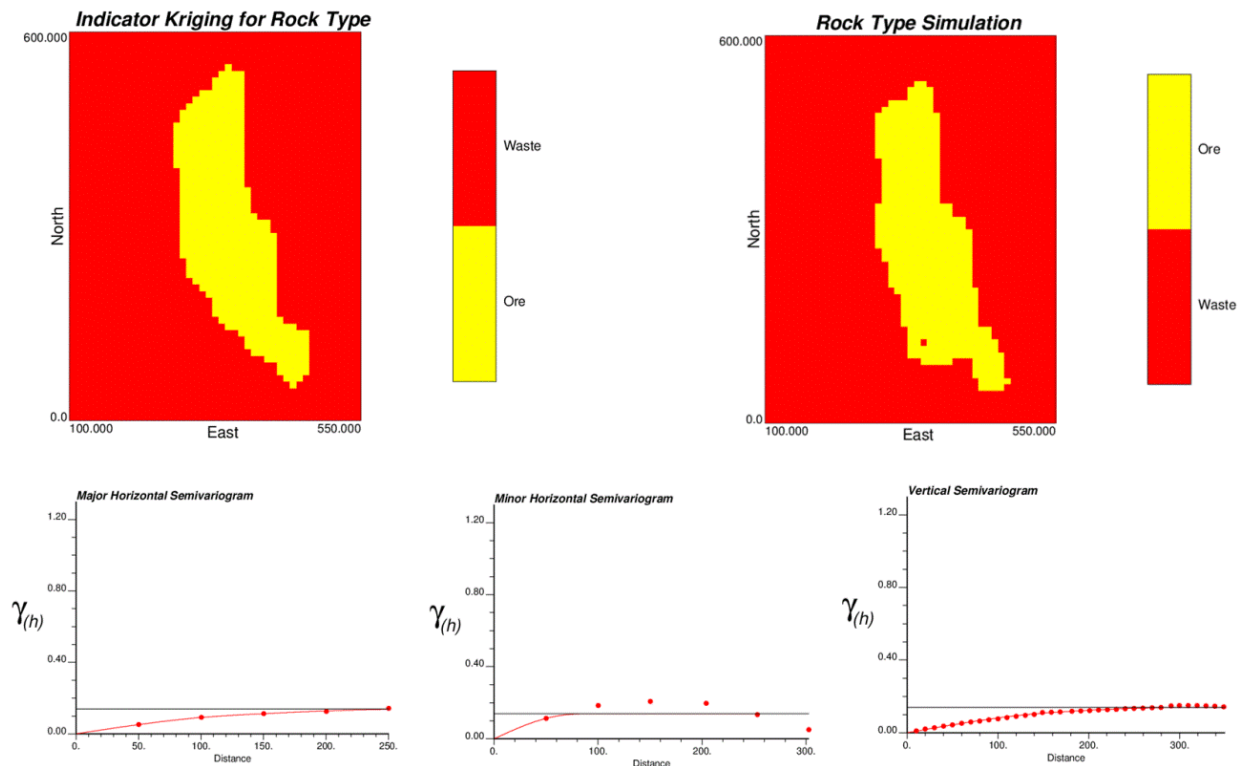 Indicator Kriging for Rock Type
600.000
North
0.0
100.000
East
550.000
Waste
Ore
Rock Type Simulation
600.000
North
0.0
100.000
East
550.000
Ore
Waste
Major Horizontal Semivariogram
γ(h)
1.20
0.80
0.40
0.00
0. 50. 100. 150. 200. 250.
Distance
Minor Horizontal Semivariogram
γ(h)
1.20
0.80
0.40
0.00
0. 100. 200. 300.
Distance
Vertical Semivariogram
γ(h)
1.20
0.80
0.40
0.00
0. 100. 200. 300.
Distance